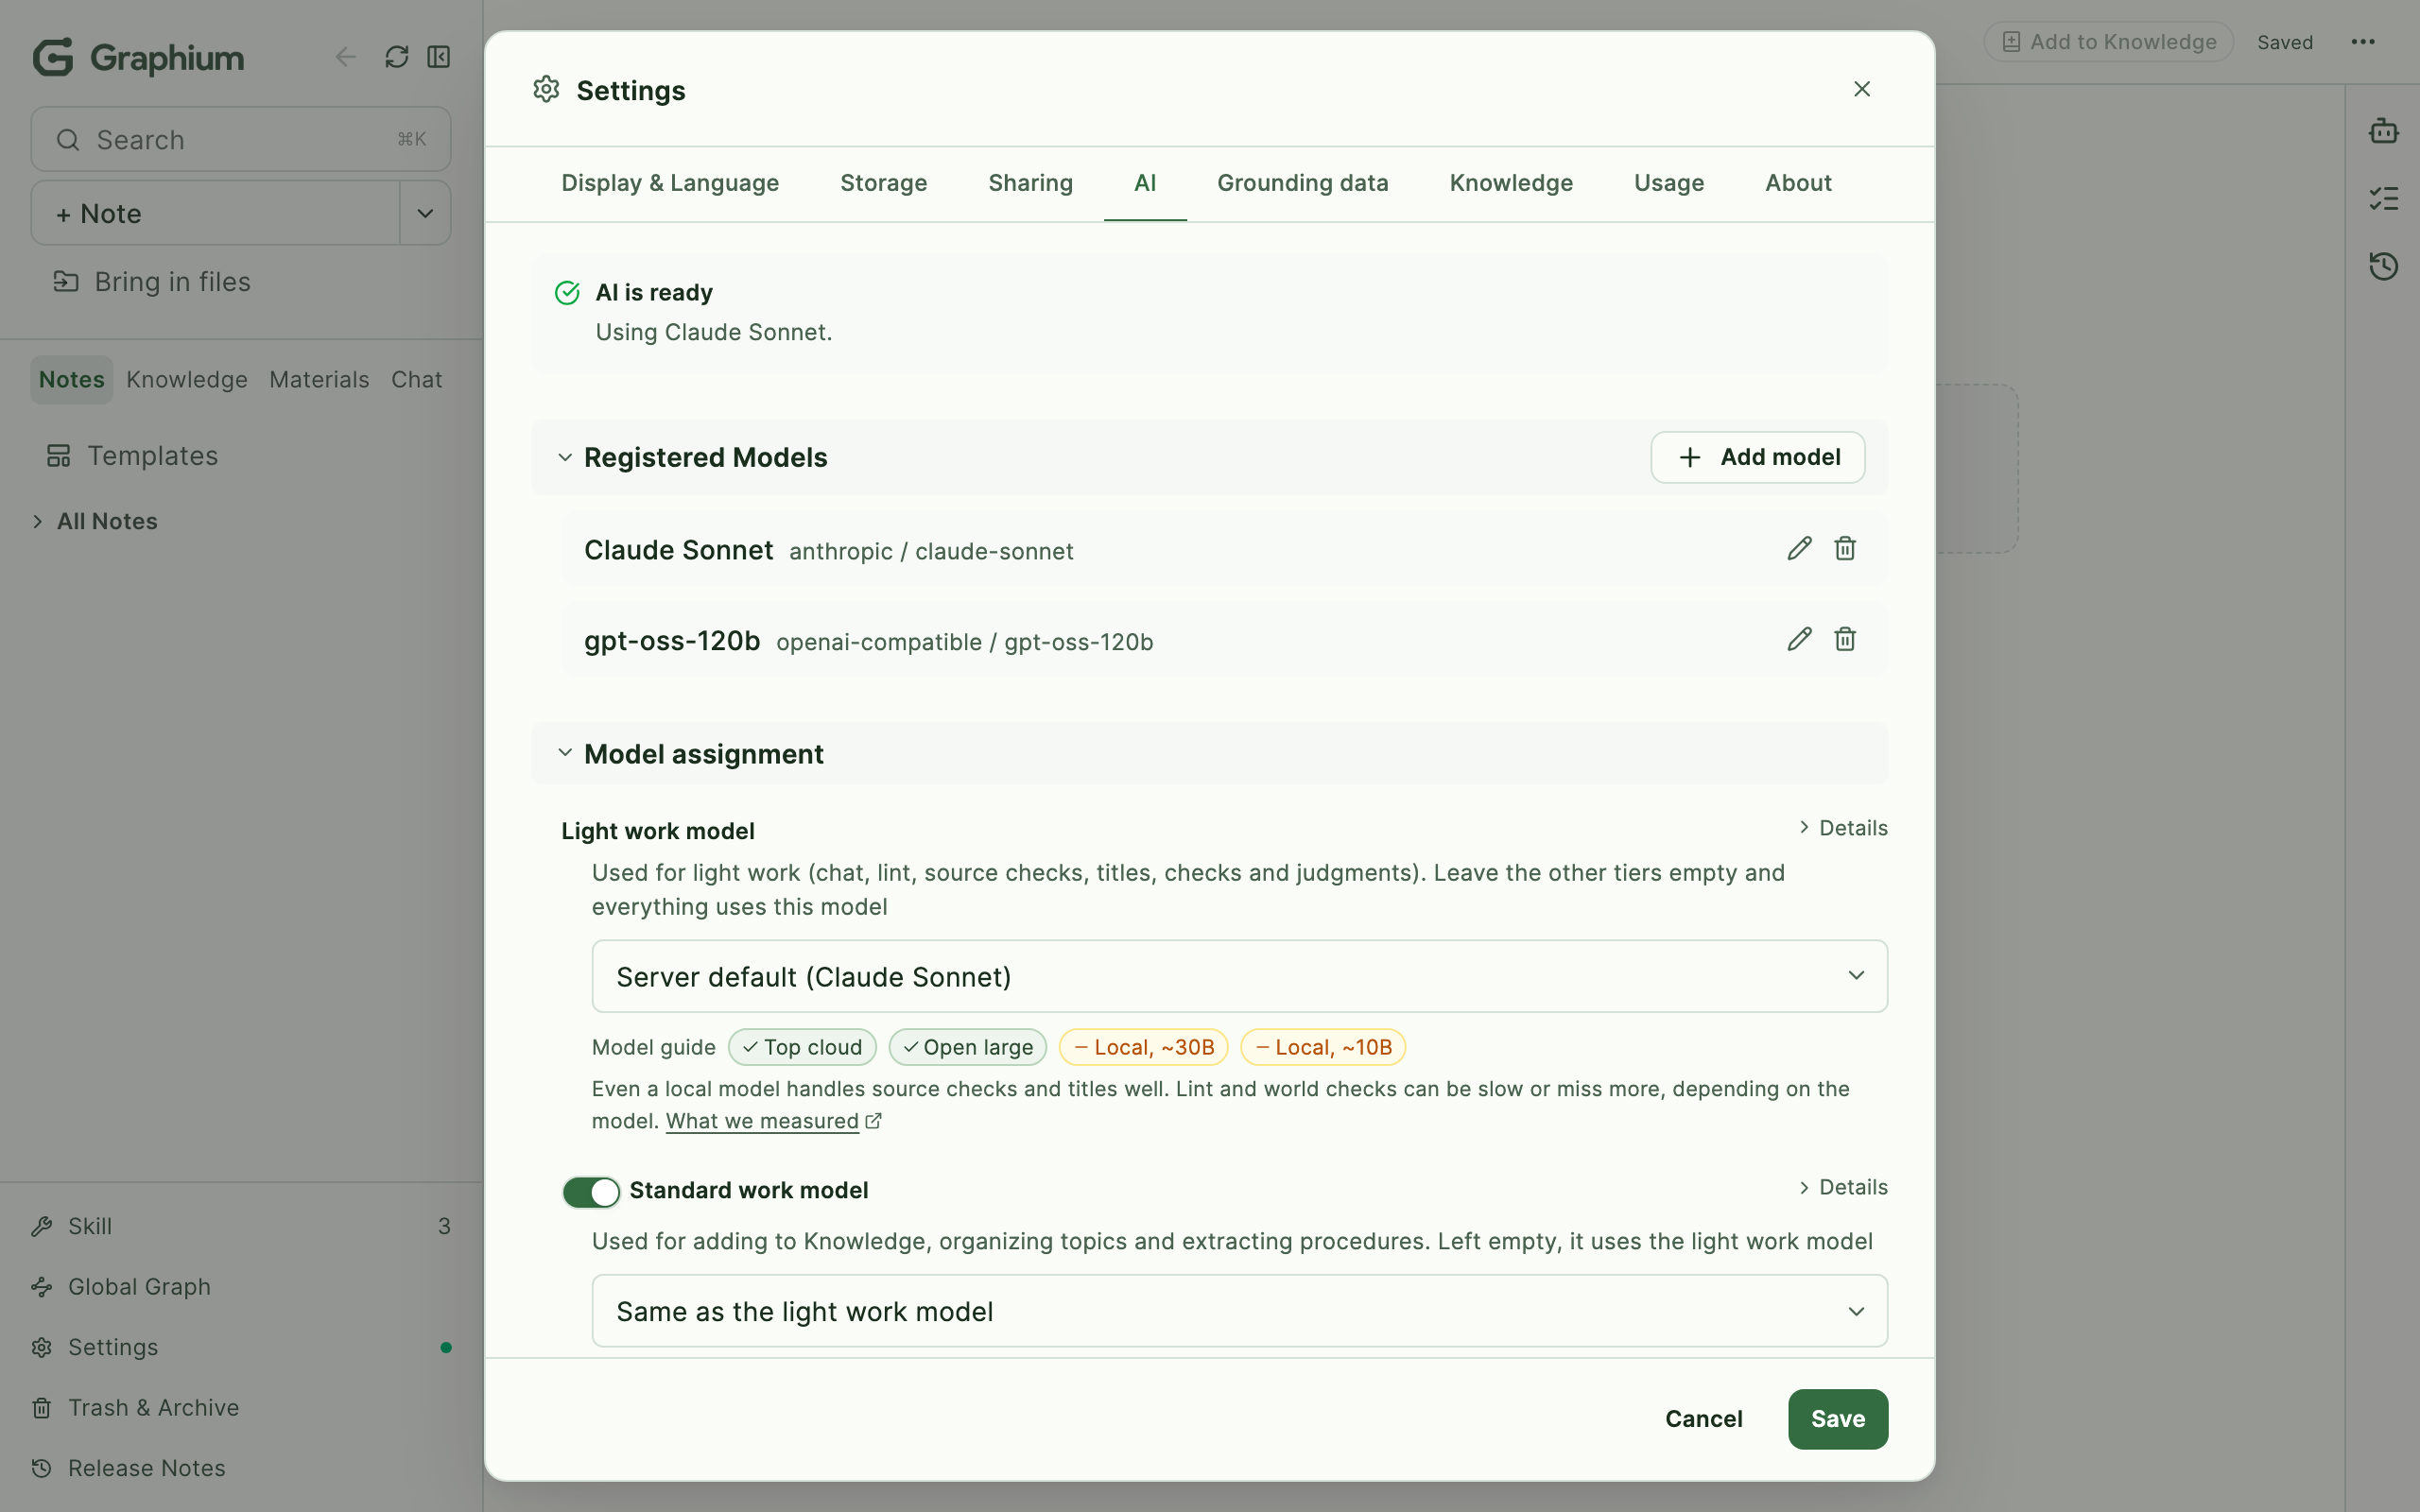 Graphium
Search ⌘K
+ Note
Bring in files
Notes Knowledge Materials Chat
Templates
All Notes
Skill 3
Global Graph
Settings
Trash & Archive
Release Notes
Add to Knowledge Saved
Settings
Display & Language Storage Sharing AI Grounding data Knowledge Usage About
AI is ready
Using Claude Sonnet.
Registered Models
Add model
Claude Sonnet anthropic / claude-sonnet
gpt-oss-120b openai-compatible / gpt-oss-120b
Model assignment
Light work model Details
Used for light work (chat, lint, source checks, titles, checks and judgments). Leave the other tiers empty and
everything uses this model
Server default (Claude Sonnet)
Model guide Top cloud Open large Local, ~30B Local, ~10B
Even a local model handles source checks and titles well. Lint and world checks can be slow or miss more, depending on the
model. What we measured
Standard work model Details
Used for adding to Knowledge, organizing topics and extracting procedures. Left empty, it uses the light work model
Same as the light work model
Cancel Save